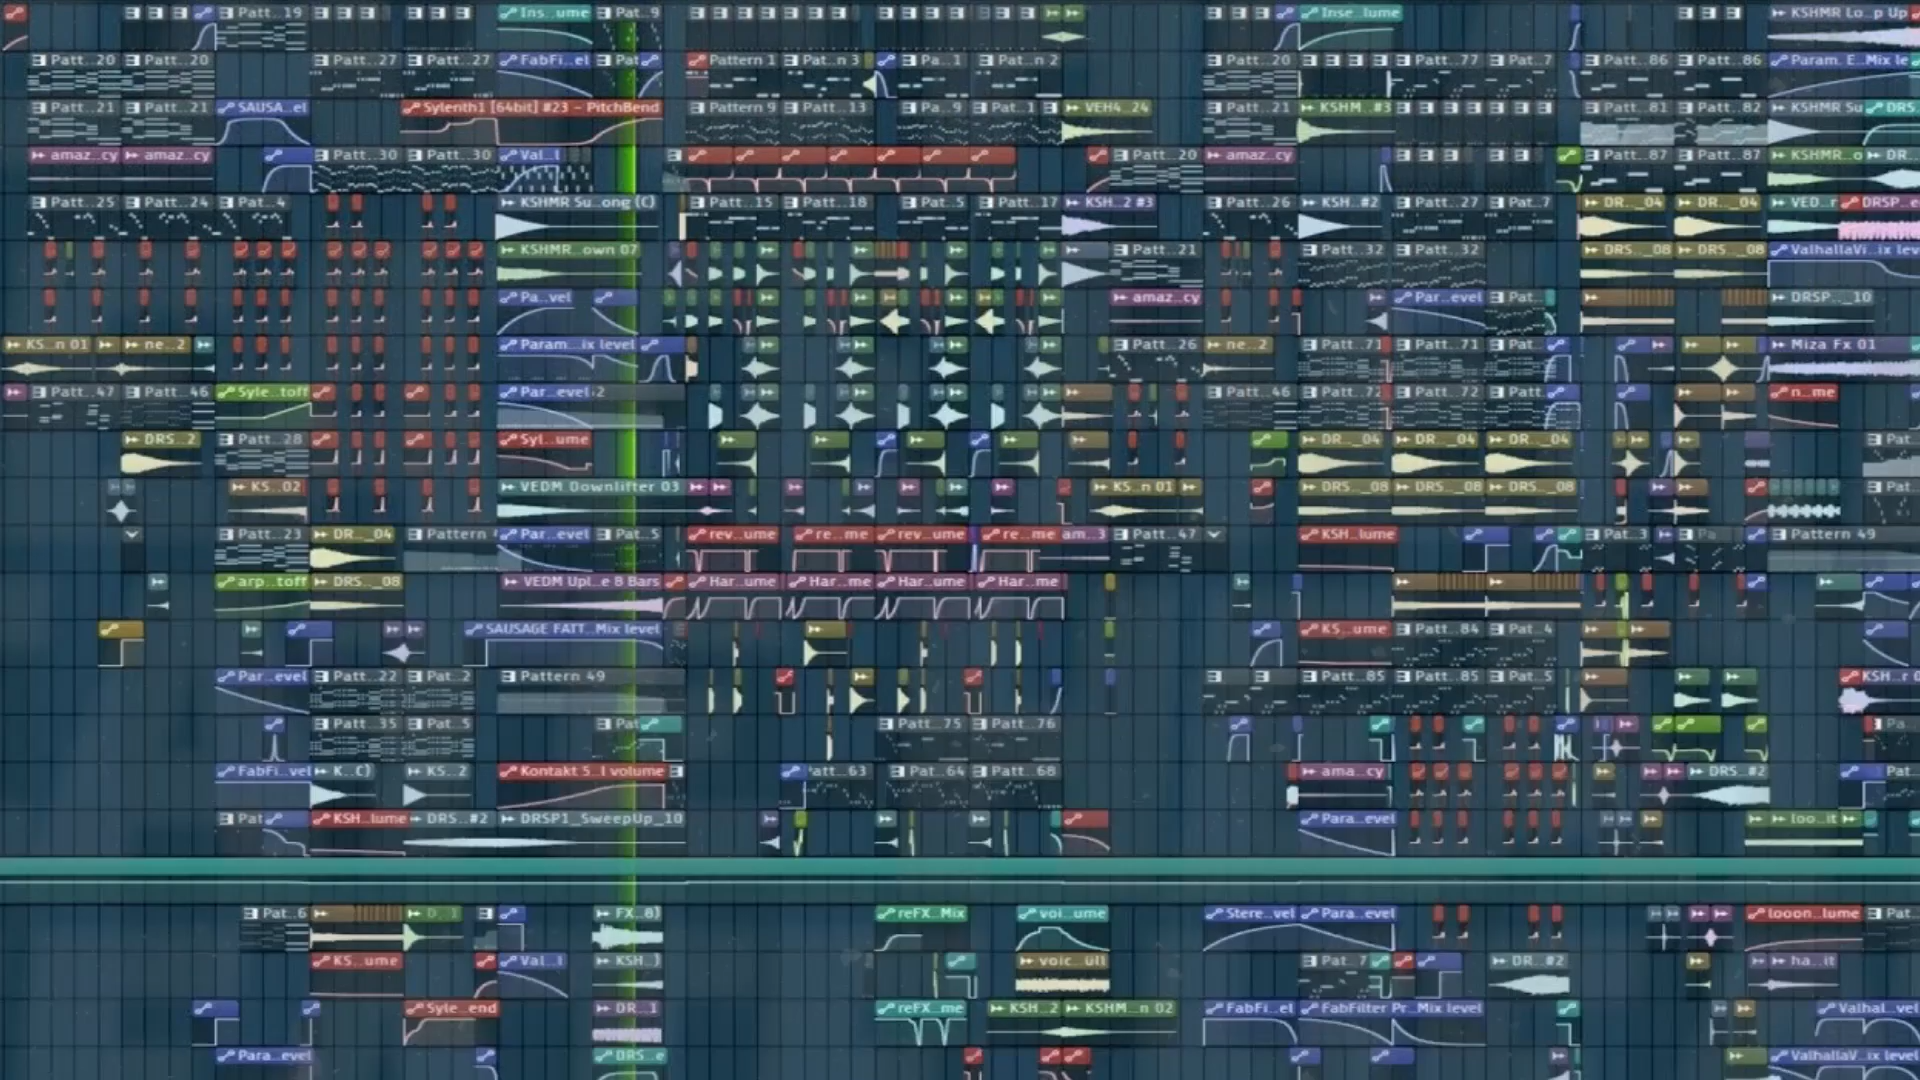 Patt..19 Ins..ume Pat..9 Inse..lume KSHMR Lo..p Up
Patt..20 Patt..20 Patt..27 Patt..27 FabFi..el Pat Pattern 1 Pat..n 3 Pa..1 Pat..n 2 Patt..20 Patt..77 Pat..7 Patt..86 Patt..86 Param. E..Mix le
Patt..21 Patt..21 SAUSA..el Sylenth1 [64bit] #23 - PitchBend Pattern 9 Patt..13 Pa..9 Pat..1 VEH4..24 Patt..21 KSHM..#3 Patt..81 Patt..82 KSHMR Su DRS.
amaz..cy amaz..cy Patt..30 Patt..30 Val..l Patt..20 amaz..cy Patt..87 Patt..87 KSHMR..o DR..
Patt..25 Patt..24 Pat..4 KSHMR Su..ong (C) Patt..15 Patt..18 Pat..5 Patt..17 KSH..2 #3 Patt..26 KSH..#2 Patt..27 Pat..7 DR.._04 DR.._04 VED..r DRSP..e
KSHMR..own 07 Patt..21 Patt..32 Patt..32 DRS.._08 DRS.._08 ValhallaVi..ix lev
Pa..vel amaz..cy Par..evel Pat.. DRSP.._10
KS..n 01 ne..2 Param..ix level Patt..26 ne..2 Patt..71 Patt..71 Pat.. Miza Fx 01
Patt..47 Patt..46 Syle..toff Par..evel Patt..46 Patt..72 Patt..72 Patt n..me
DRS..2 Patt..28 Syl..ume DR.._04 DR.._04 DR.._04 Pat.
KS..02 VEDM Downlifter 03 KS..n 01 DRS.._08 DRS.._08 DRS.._08 Pat.
Patt..23 DR.._04 Pattern Par..evel Pat..5 rev..ume re..me rev..ume re..me am..3 Patt..47 KSH..lume Pat..3 Pa Pattern 49
arp..toff DRS.._08 VEDM Upl..e 8 Bars Har..ume Har..me Har..ume Har..me
SAUSAGE FATT..Mix level KS..ume Patt..84 Pat..4
Par..evel Patt..22 Pat..2 Pattern 49 Patt..85 Patt..85 Pat..5 KSH..r
Patt..35 Pat..5 Pat Patt..75 Patt..76 Pa
FabFi..vel K..C) KS..2 Kontakt 5..l volume att..63 Pat..64 Patt..68 ama..cy DRS..#2 Pat..
Pat KSH..lume DRS..#2 DRSP1_SweepUp_10 Para..evel loo..it
Pat..6 D..1 FX..8) reFX..Mix voi..ume Stere..vel Para..evel looon..lume Pat..
KS..ume Val..l KSH..) voic..ull Pat..7 DR..#2 ha..it
Syle..end DR..1 reFX..me KSH..2 KSHM..n 02 FabFi..el FabFilter Pr..Mix level Valhal..vel
Para..evel DRS..e ValhallaV..ix level